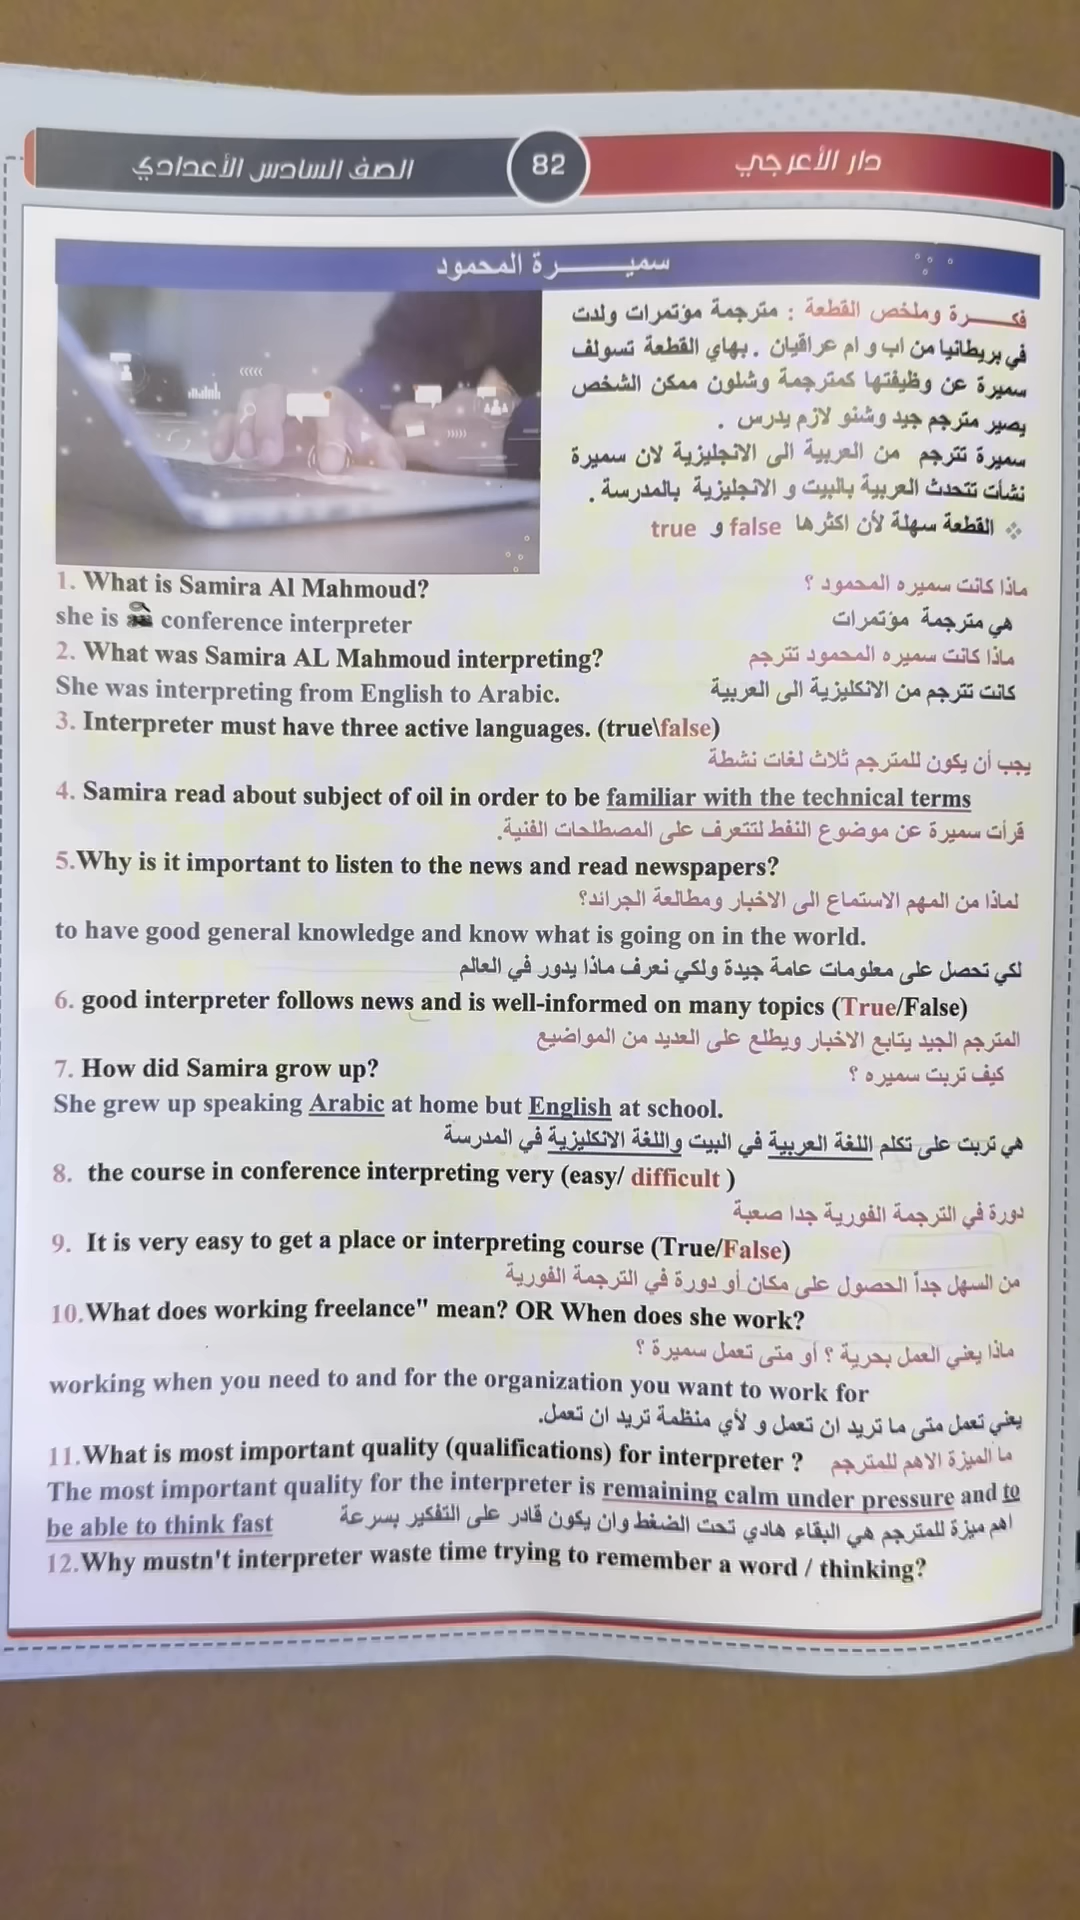 دار الأعرجي
82
الصف السادس الأعدادي
سميـــــرة المحمود
فكــــرة وملخص القطعة : مترجمة مؤتمرات ولدت
في بريطانيا من اب و ام عراقيان . بهاي القطعة تسولف
سميرة عن وظيفتها كمترجمة وشلون ممكن الشخص
يصير مترجم جيد وشنو لازم يدرس .
سميرة تترجم من العربية الى الانجليزية لان سميرة
نشأت تتحدث العربية بالبيت و الانجليزية بالمدرسة .
القطعة سهلة لأن اكثرها false و true
1. What is Samira Al Mahmoud? ماذا كانت سميره المحمود ؟
she is conference interpreter هي مترجمة مؤتمرات
2. What was Samira AL Mahmoud interpreting? ماذا كانت سميره المحمود تترجم
She was interpreting from English to Arabic. كانت تترجم من الانكليزية الى العربية
3. Interpreter must have three active languages. (true\false)
يجب أن يكون للمترجم ثلاث لغات نشطة
4. Samira read about subject of oil in order to be familiar with the technical terms
قرأت سميرة عن موضوع النفط لتتعرف على المصطلحات الفنية.
5.Why is it important to listen to the news and read newspapers?
لماذا من المهم الاستماع الى الاخبار ومطالعة الجرائد؟
to have good general knowledge and know what is going on in the world.
لكي تحصل على معلومات عامة جيدة ولكي نعرف ماذا يدور في العالم
6. good interpreter follows news and is well-informed on many topics (True/False)
المترجم الجيد يتابع الاخبار ويطلع على العديد من المواضيع
7. How did Samira grow up? كيف تربت سميره ؟
She grew up speaking Arabic at home but English at school.
هي تربت على تكلم اللغة العربية في البيت واللغة الانكليزية في المدرسة
8. the course in conference interpreting very (easy/ difficult )
دورة في الترجمة الفورية جدا صعبة
9. It is very easy to get a place or interpreting course (True/False)
من السهل جداً الحصول على مكان أو دورة في الترجمة الفورية
10.What does working freelance" mean? OR When does she work?
ماذا يعني العمل بحرية ؟ أو متى تعمل سميرة ؟
working when you need to and for the organization you want to work for
يعني تعمل متى ما تريد ان تعمل و لأي منظمة تريد ان تعمل.
11.What is most important quality (qualifications) for interpreter ? ما الميزة الاهم للمترجم
The most important quality for the interpreter is remaining calm under pressure and to
be able to think fast اهم ميزة للمترجم هي البقاء هادي تحت الضغط وان يكون قادر على التفكير بسرعة
12.Why mustn't interpreter waste time trying to remember a word / thinking?